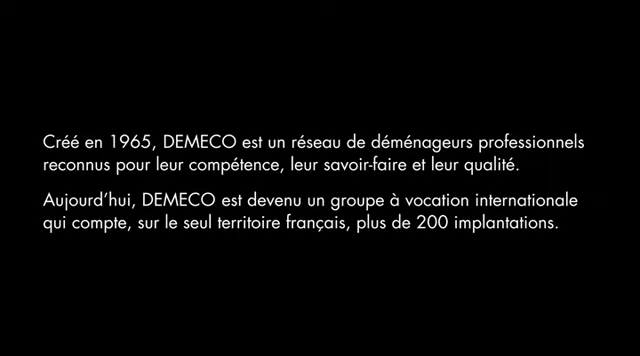 Créé en 1965, DEMECO est un réseau de déménageurs professionnels
reconnus pour leur compétence, leur savoir-faire et leur qualité.
Aujourd’hui, DEMECO est devenu un groupe à vocation internationale
qui compte, sur le seul territoire français, plus de 200 implantations.